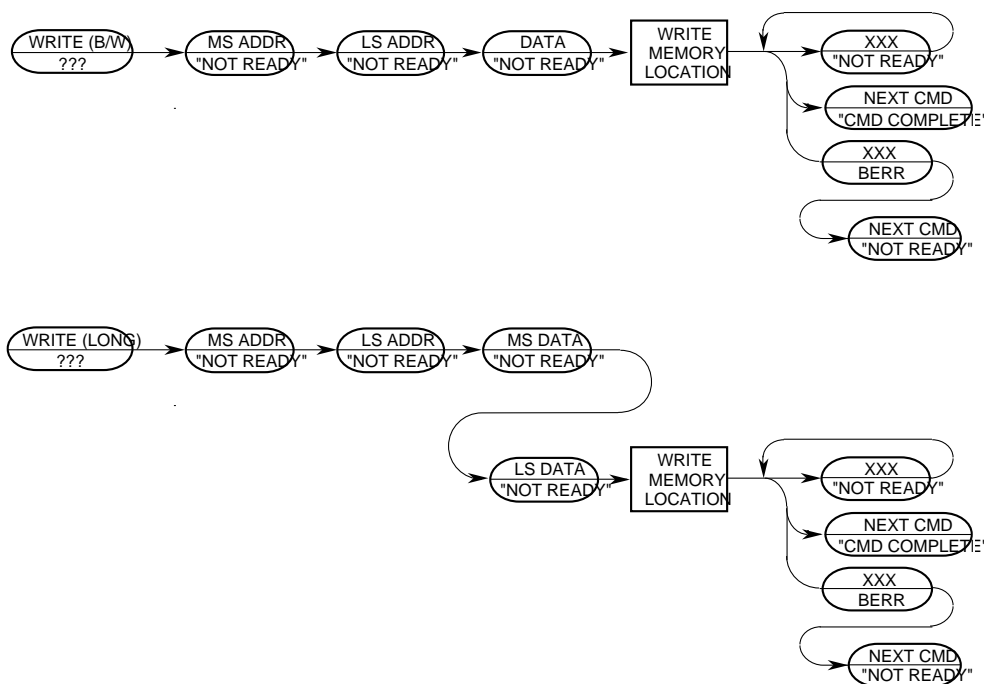 WRITE (B/W)
???
MS ADDR
"NOT READY"
LS ADDR
"NOT READY"
DATA
"NOT READY"
WRITE
MEMORY
LOCATION
XXX
"NOT READY"
NEXT CMD
"CMD COMPLETE"
XXX
BERR
NEXT CMD
"NOT READY"
WRITE (LONG)
???
MS ADDR
"NOT READY"
LS ADDR
"NOT READY"
MS DATA
"NOT READY"
LS DATA
"NOT READY"
WRITE
MEMORY
LOCATION
XXX
"NOT READY"
NEXT CMD
"CMD COMPLETE"
XXX
BERR
NEXT CMD
"NOT READY"